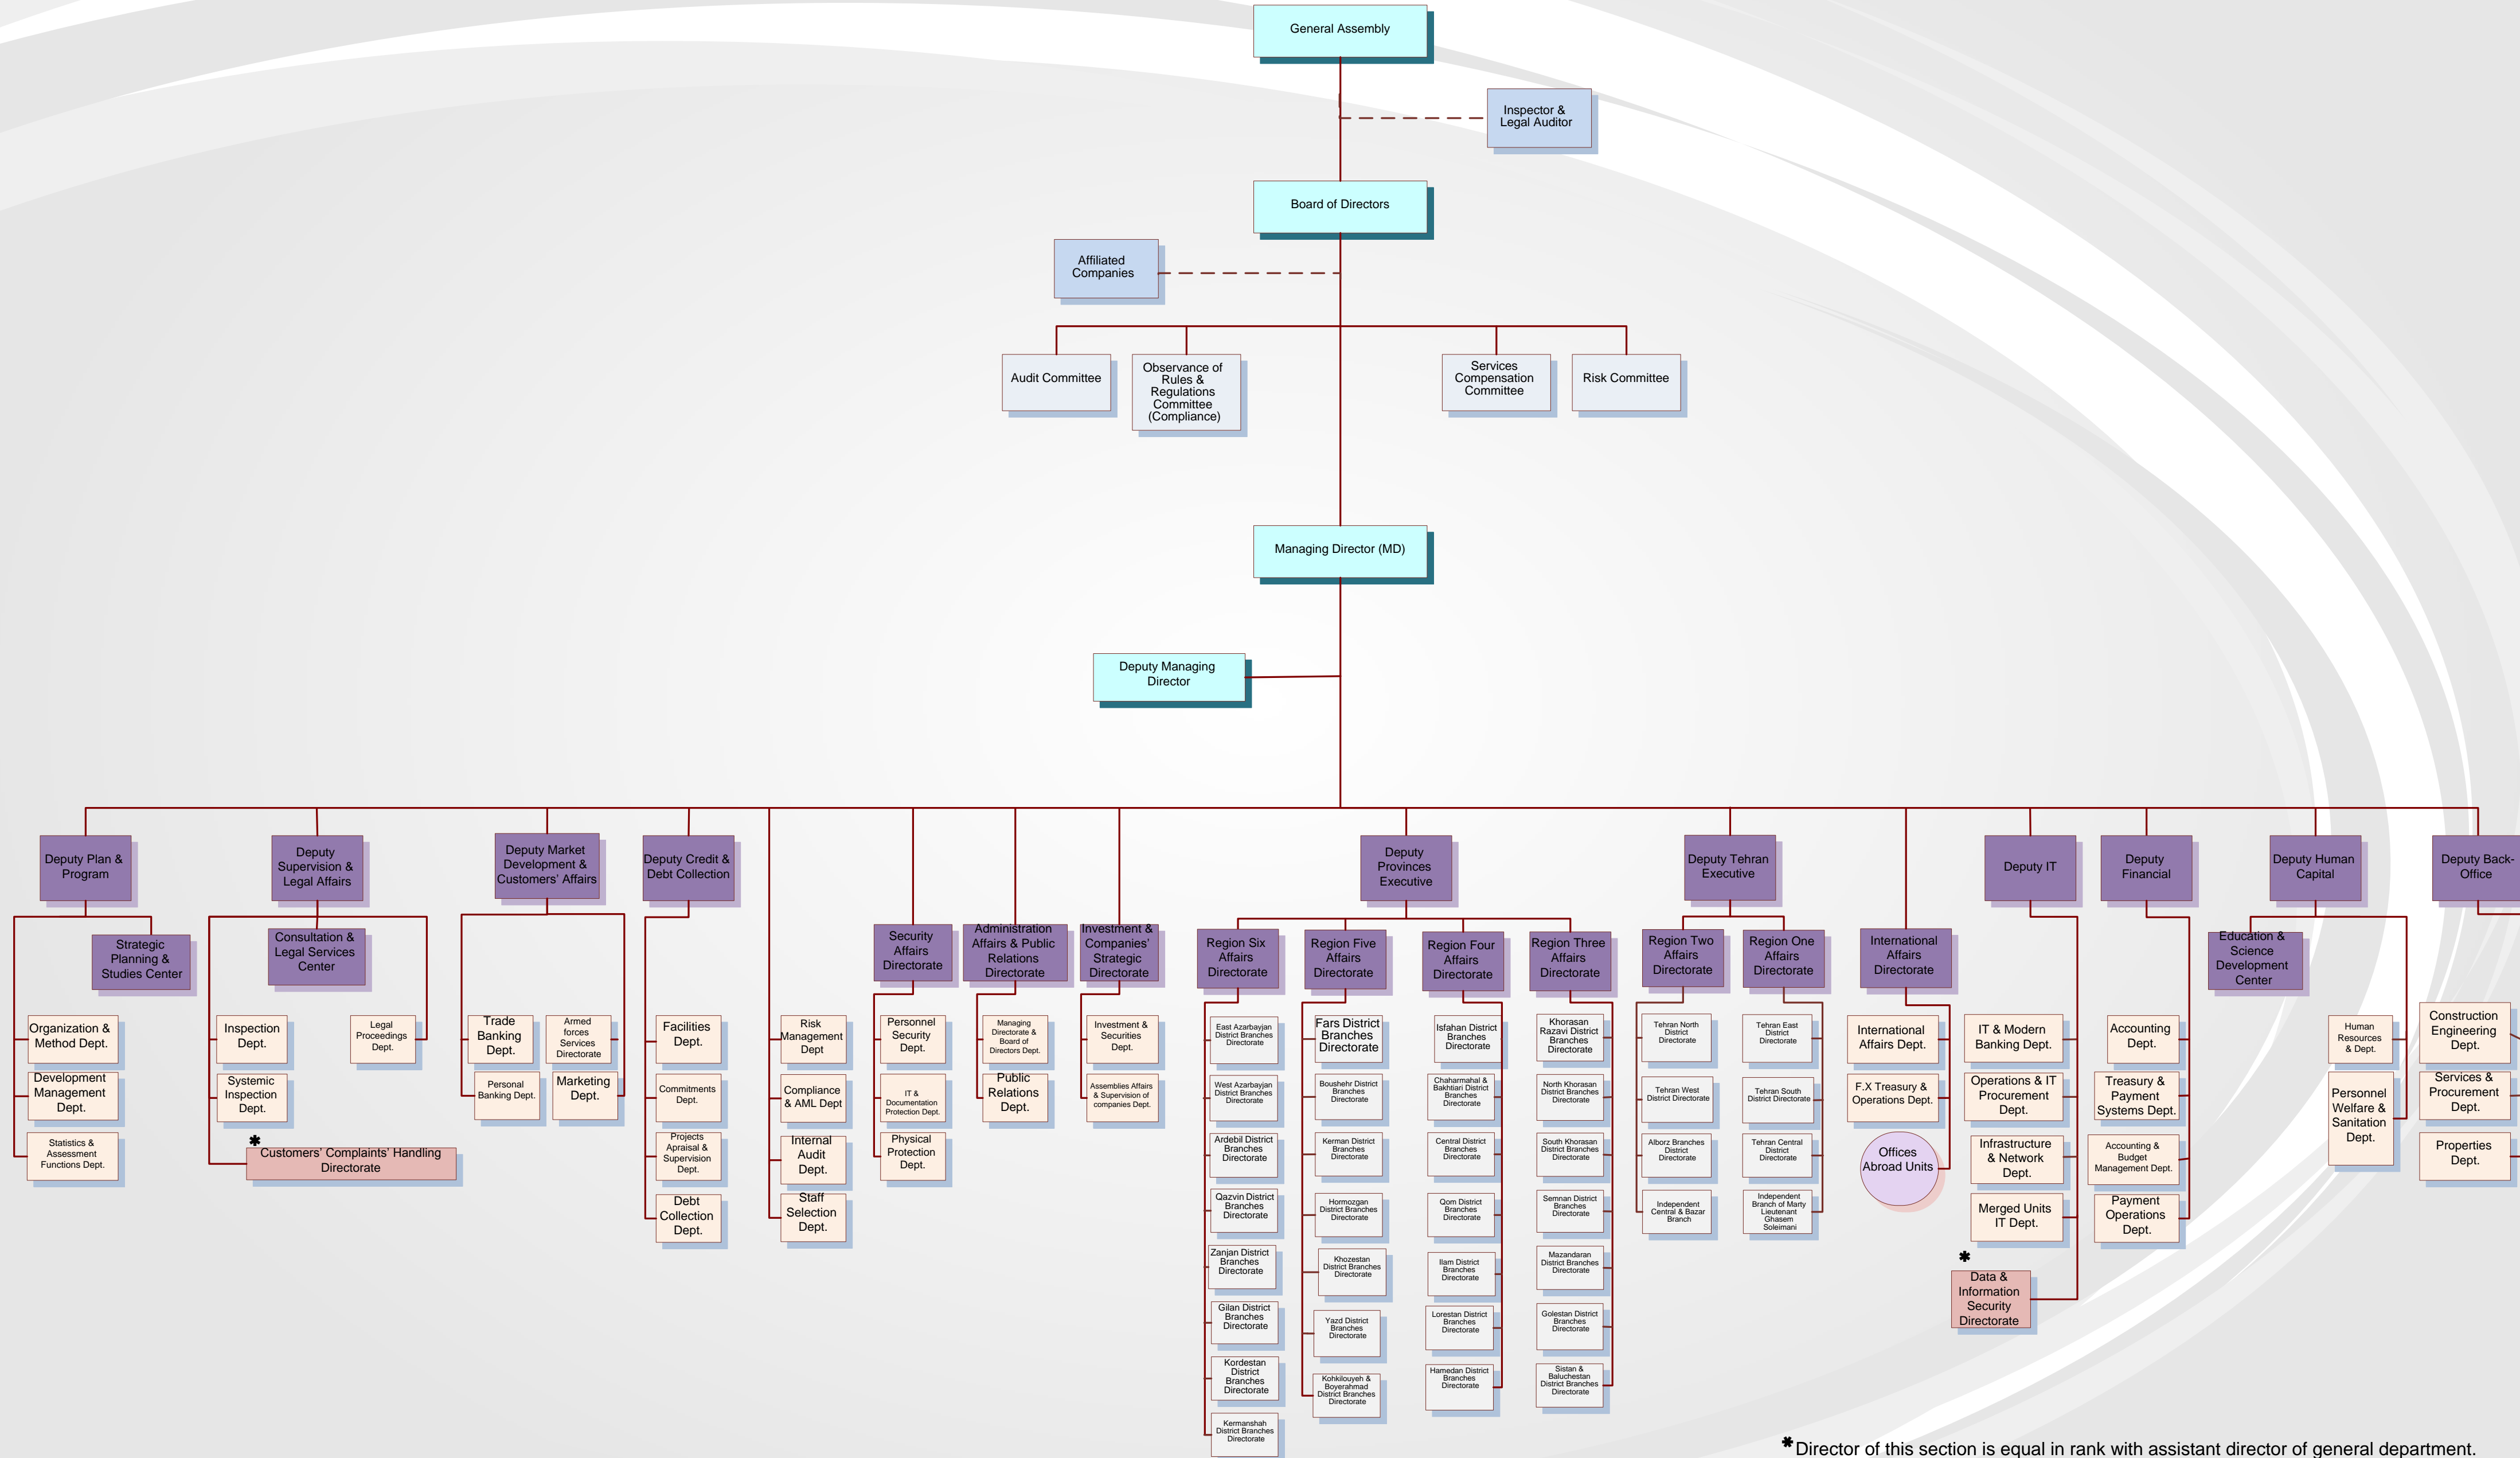 General Assembly
Inspector &
Legal Auditor
Board of Directors
Affiliated
Companies
Audit Committee
Observance of
Rules &
Regulations
Committee
(Compliance)
Services
Compensation
Committee
Risk Committee
Managing Director (MD)
Deputy Managing
Director
Deputy Plan &
Program
Deputy
Supervision &
Legal Affairs
Deputy Market
Development &
Customers' Affairs
Deputy Credit &
Debt Collection
Deputy
Provinces
Executive
Deputy Tehran
Executive
Deputy IT
Deputy
Financial
Deputy Human
Capital
Deputy Back-
Office
Strategic
Planning &
Studies Center
Consultation &
Legal Services
Center
Security
Affairs
Directorate
Administration
Affairs & Public
Relations
Directorate
Investment &
Companies'
Strategic
Directorate
Region Six
Affairs
Directorate
Region Five
Affairs
Directorate
Region Four
Affairs
Directorate
Region Three
Affairs
Directorate
Region Two
Affairs
Directorate
Region One
Affairs
Directorate
International
Affairs
Directorate
Education &
Science
Development
Center
Organization &
Method Dept.
Development
Management
Dept.
Statistics &
Assessment
Functions Dept.
Inspection
Dept.
Systemic
Inspection
Dept.
Legal
Proceedings
Dept.
*
Customers' Complaints' Handling
Directorate
Trade
Banking
Dept.
Personal
Banking Dept.
Armed
forces
Services
Directorate
Marketing
Dept.
Facilities
Dept.
Commitments
Dept.
Projects
Apraisal &
Supervision
Dept.
Debt
Collection
Dept.
Risk
Management
Dept
Compliance
& AML Dept
Internal
Audit
Dept.
Staff
Selection
Dept.
Personnel
Security
Dept.
IT &
Documentation
Protection Dept.
Physical
Protection
Dept.
Managing
Directorate &
Board of
Directors Dept.
Public
Relations
Dept.
Investment &
Securities
Dept.
Assemblies Affairs
& Supervision of
companies Dept.
East Azarbayjan
District Branches
Directorate
West Azarbayjan
District Branches
Directorate
Ardebil District
Branches
Directorate
Qazvin District
Branches
Directorate
Zanjan District
Branches
Directorate
Gilan District
Branches
Directorate
Kordestan
District
Branches
Directorate
Kermanshah
District Branches
Directorate
Fars District
Branches
Directorate
Boushehr District
Branches
Directorate
Kerman District
Branches
Directorate
Hormozgan
District Branches
Directorate
Khozestan
District Branches
Directorate
Yazd District
Branches
Directorate
Kohkilouyeh &
Boyerahmad
District Branches
Directorate
Isfahan District
Branches
Directorate
Chaharmahal &
Bakhtiari District
Branches
Directorate
Central District
Branches
Directorate
Qom District
Branches
Directorate
Ilam District
Branches
Directorate
Lorestan District
Branches
Directorate
Hamedan District
Branches
Directorate
Khorasan
Razavi District
Branches
Directorate
North Khorasan
District Branches
Directorate
South Khorasan
District Branches
Directorate
Semnan District
Branches
Directorate
Mazandaran
District Branches
Directorate
Golestan District
Branches
Directorate
Sistan &
Baluchestan
District Branches
Directorate
Tehran North
District
Directorate
Tehran West
District Directorate
Alborz Branches
District
Directorate
Independent
Central & Bazar
Branch
Tehran East
District
Directorate
Tehran South
District Directorate
Tehran Central
District
Directorate
Independent
Branch of Marty
Lieutenant
Ghasem
Soleimani
International
Affairs Dept.
F.X Treasury &
Operations Dept.
Offices
Abroad Units
IT & Modern
Banking Dept.
Operations & IT
Procurement
Dept.
Infrastructure
& Network
Dept.
Merged Units
IT Dept.
*
Data &
Information
Security
Directorate
Accounting
Dept.
Treasury &
Payment
Systems Dept.
Accounting &
Budget
Management Dept.
Payment
Operations
Dept.
Human
Resources
& Dept.
Personnel
Welfare &
Sanitation
Dept.
Construction
Engineering
Dept.
Services &
Procurement
Dept.
Properties
Dept.
*Director of this section is equal in rank with assistant director of general department.